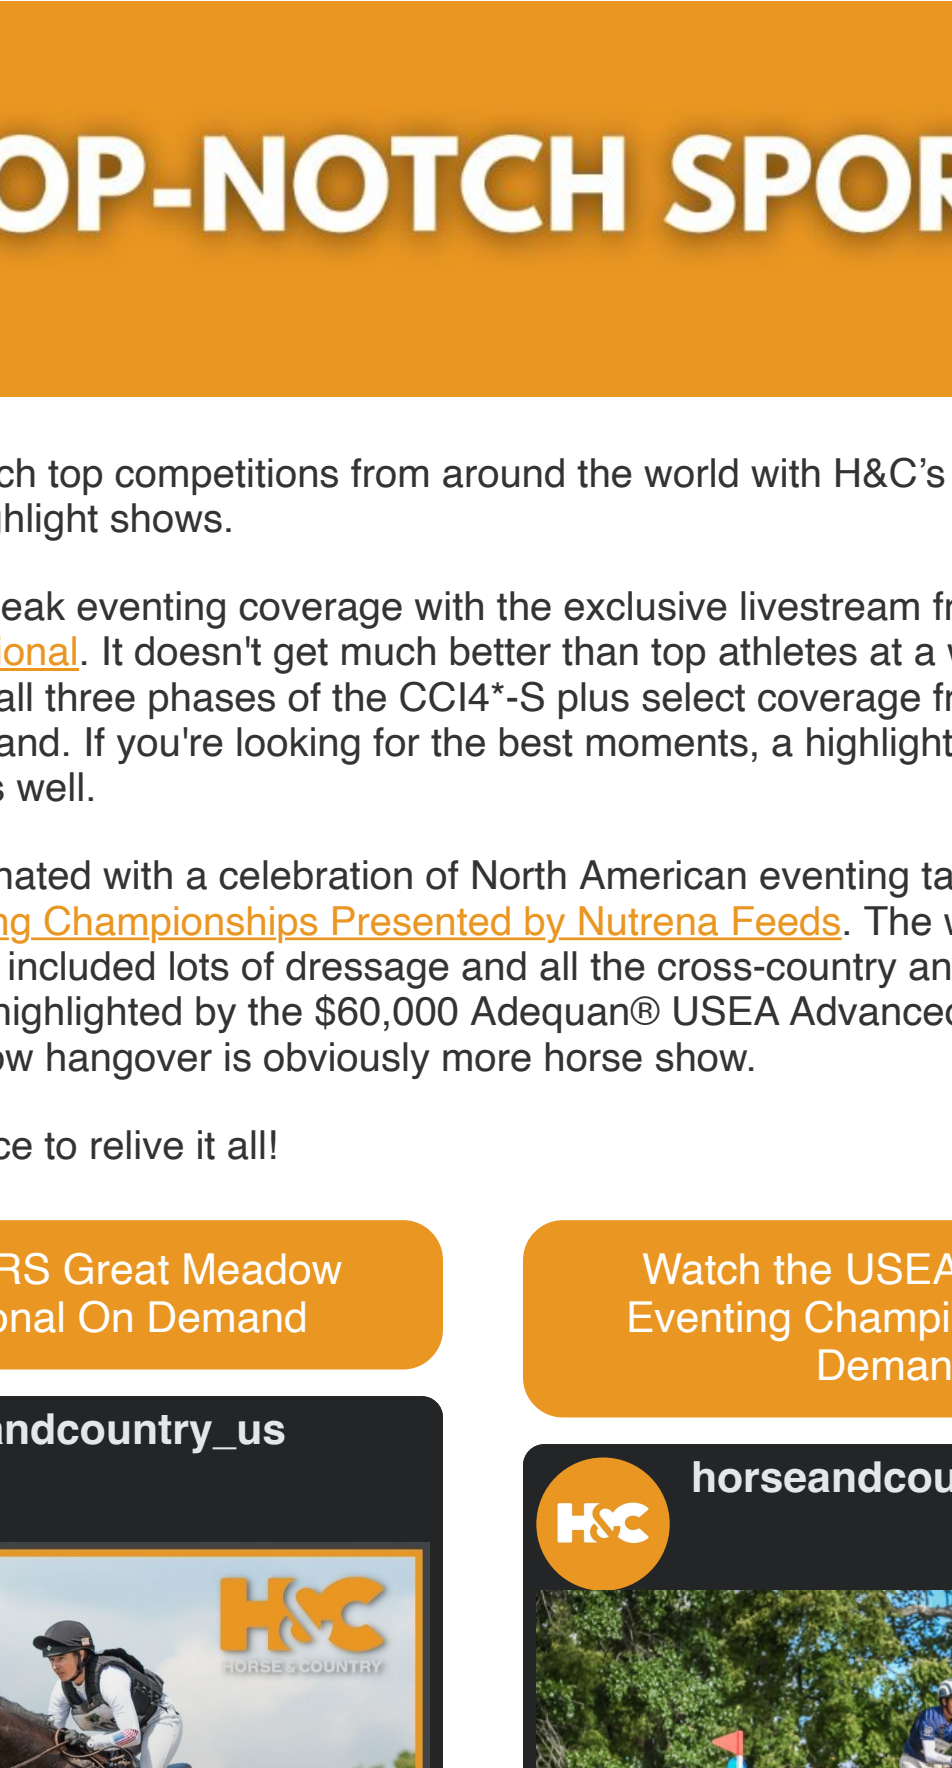 OP-NOTCH SPOR
ch top competitions from around the world with H&C’s
ghlight shows.
eak eventing coverage with the exclusive livestream fr
ional. It doesn't get much better than top athletes at a w
all three phases of the CCI4*-S plus select coverage fr
and. If you're looking for the best moments, a highlight
s well.
nated with a celebration of North American eventing ta
ng Championships Presented by Nutrena Feeds. The w
included lots of dressage and all the cross-country an
highlighted by the $60,000 Adequan® USEA Advanced
ow hangover is obviously more horse show.
ce to relive it all!
RS Great Meadow
onal On Demand
Watch the USEA
Eventing Champi
Deman
andcountry_us
horseandcou
H&C
H&C
HORSE & COUNTRY